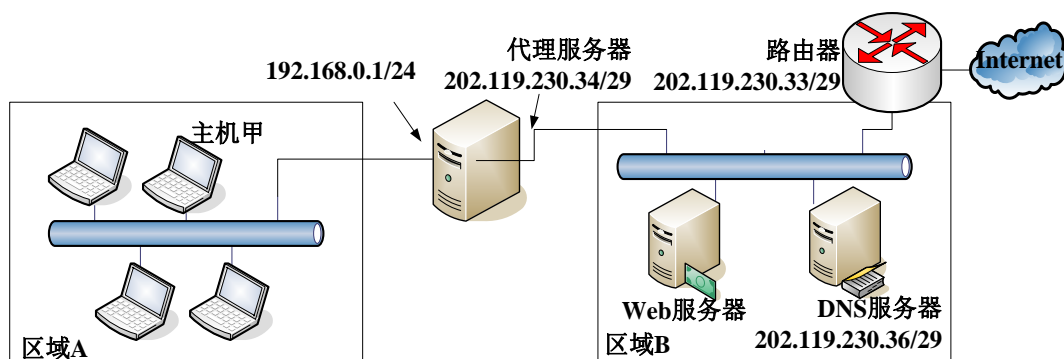 代理服务器
202.119.230.34/29
192.168.0.1/24
路由器
202.119.230.33/29
Internet
主机甲
Web服务器
DNS服务器
202.119.230.36/29
区域A
区域B